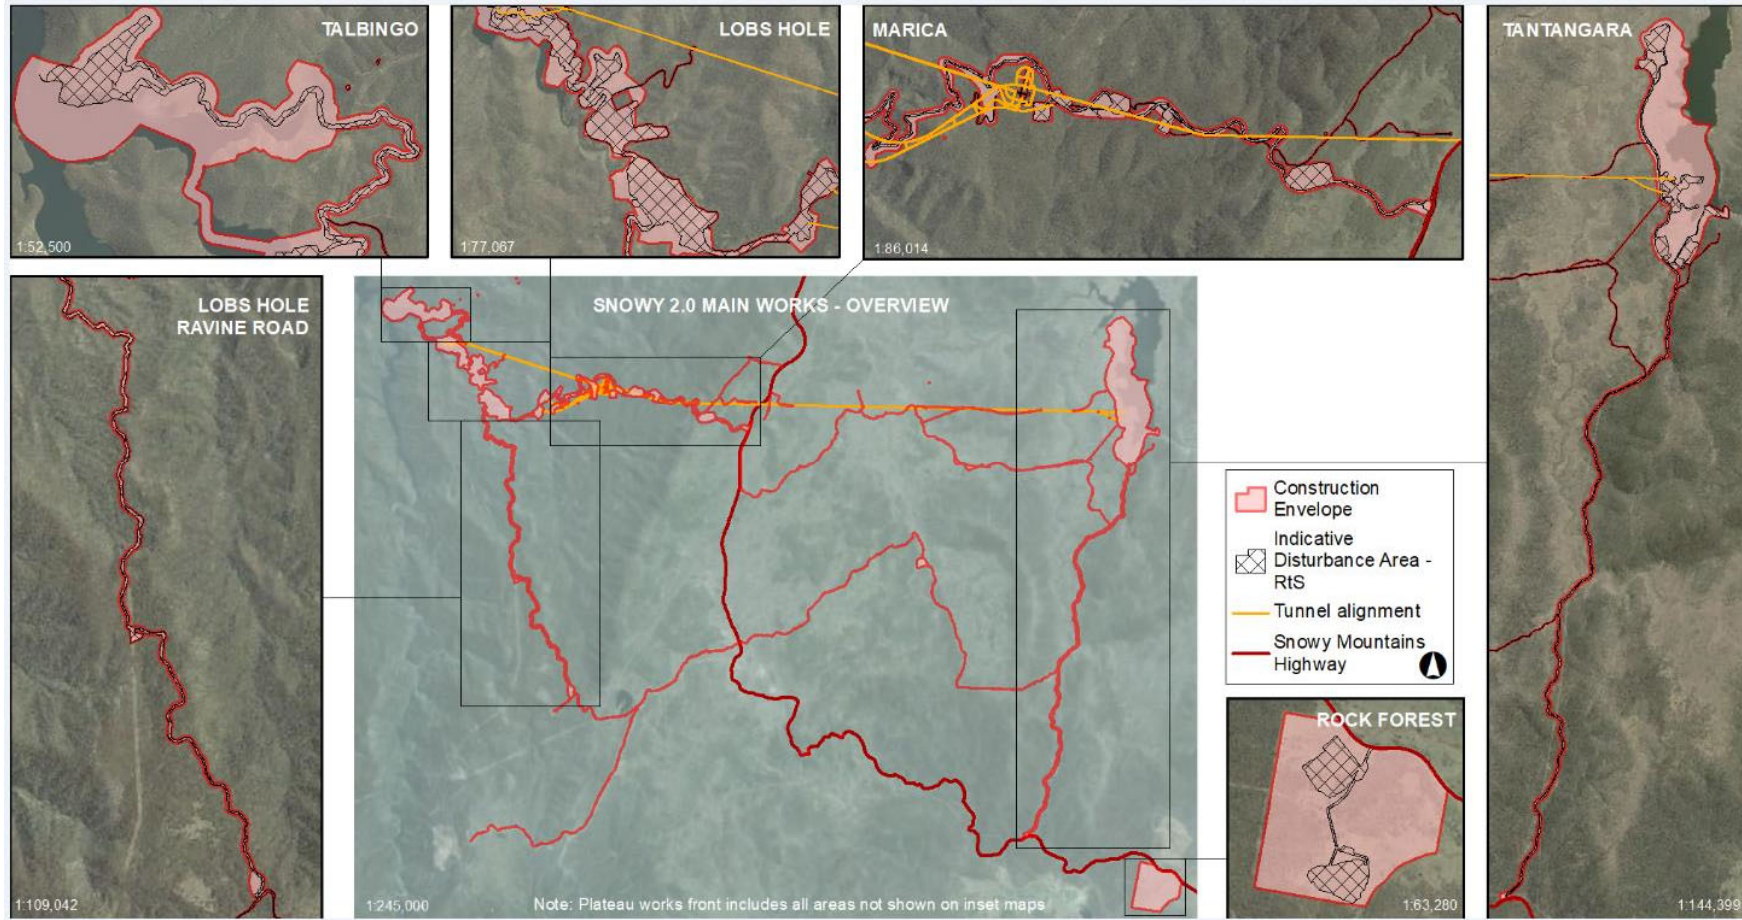 TALBINGO
1:52,500
LOBS HOLE
1:77,067
MARICA
1:86,014
TANTANGARA
1:144,399
LOBS HOLE
RAVINE ROAD
1:109,042
SNOWY 2.0 MAIN WORKS - OVERVIEW
1:245,000
Note: Plateau works front includes all areas not shown on inset maps
Construction
Envelope
Indicative
Disturbance Area -
RtS
Tunnel alignment
Snowy Mountains
Highway
ROCK FOREST
1:63,280